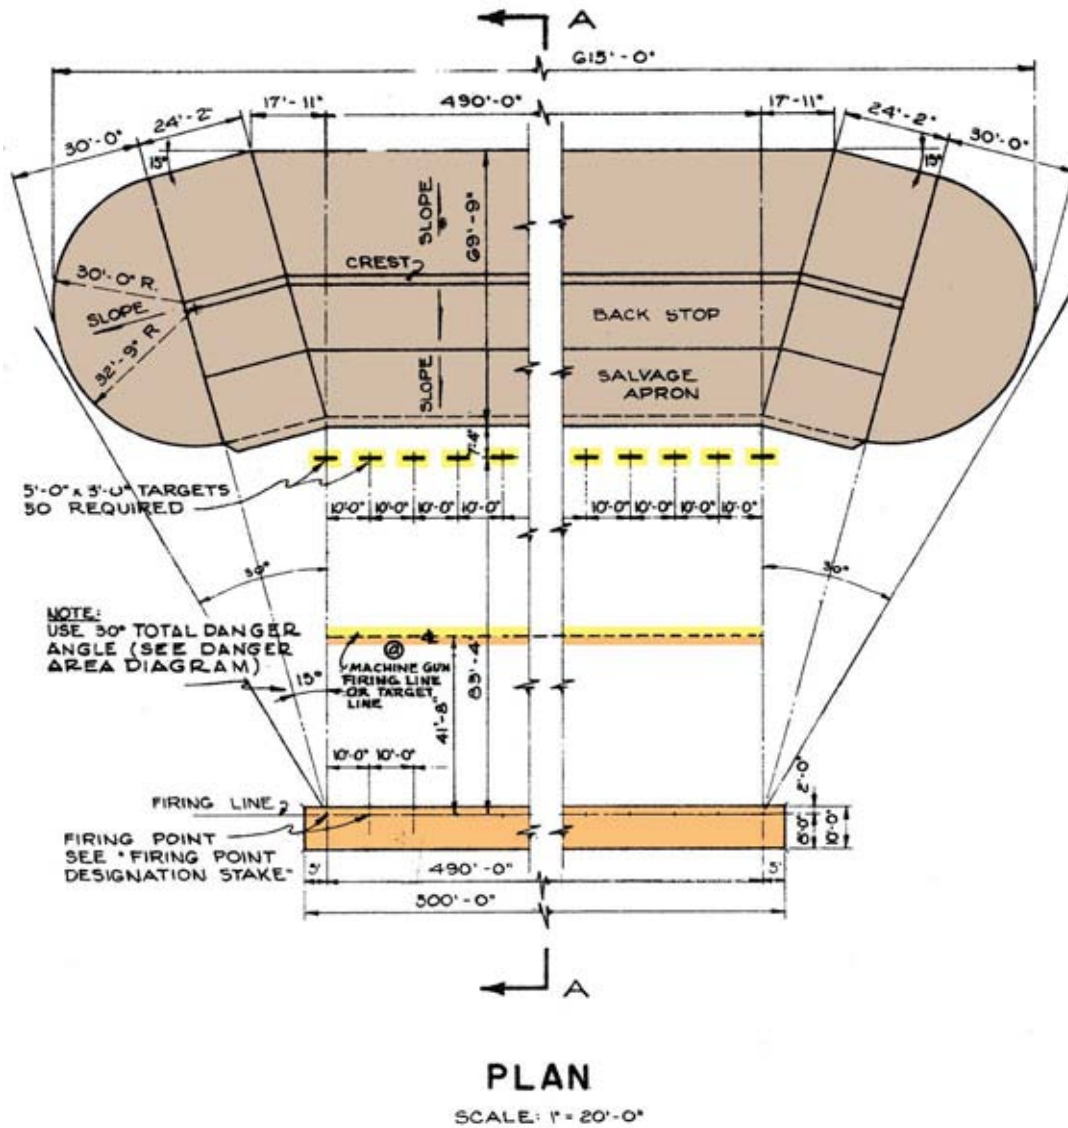 A
615'-0"
17'-11"
490'-0"
17'-11"
24'-2"
24'-2"
30'-0"
30'-0"
15°
15°
SLOPE
69'-9"
CREST
30'-0" R.
SLOPE
BACK STOP
32'-9" R
SLOPE
SALVAGE
APRON
7'-4"
5'-0" x 3'-0" TARGETS
50 REQUIRED
10'-0" 10'-0" 10'-0" 10'-0"
10'-0" 10'-0" 10'-0" 10'-0"
30°
30°
NOTE:
USE 30° TOTAL DANGER
ANGLE (SEE DANGER
AREA DIAGRAM)
@
MACHINE GUN
FIRING LINE
OR TARGET
LINE
15°
83'-4"
41'-8"
10'-0" 10'-0"
2'-0"
FIRING LINE
8'-0"
10'-0"
FIRING POINT
SEE "FIRING POINT
DESIGNATION STAKE"
5'
490'-0"
5'
500'-0"
A
PLAN
SCALE: 1" = 20'-0"